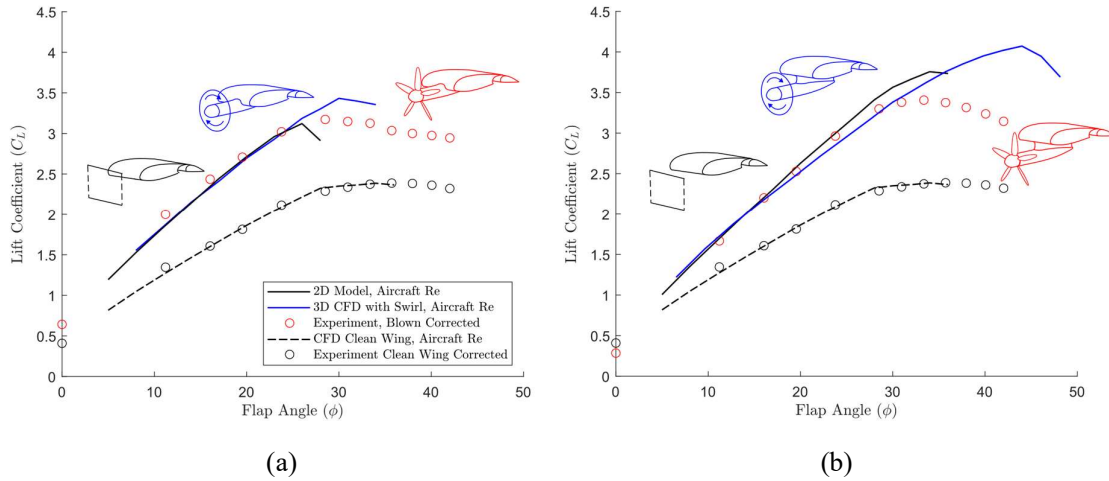 4.5
4
3.5
3
2.5
2
1.5
1
0.5
0
0 10 20 30 40 50
Lift Coefficient (C_L)
Flap Angle (ϕ)
2D Model, Aircraft Re
3D CFD with Swirl, Aircraft Re
Experiment, Blown Corrected
CFD Clean Wing, Aircraft Re
Experiment Clean Wing Corrected
(a)
4.5
4
3.5
3
2.5
2
1.5
1
0.5
0
0 10 20 30 40 50
Lift Coefficient (C_L)
Flap Angle (ϕ)
(b)